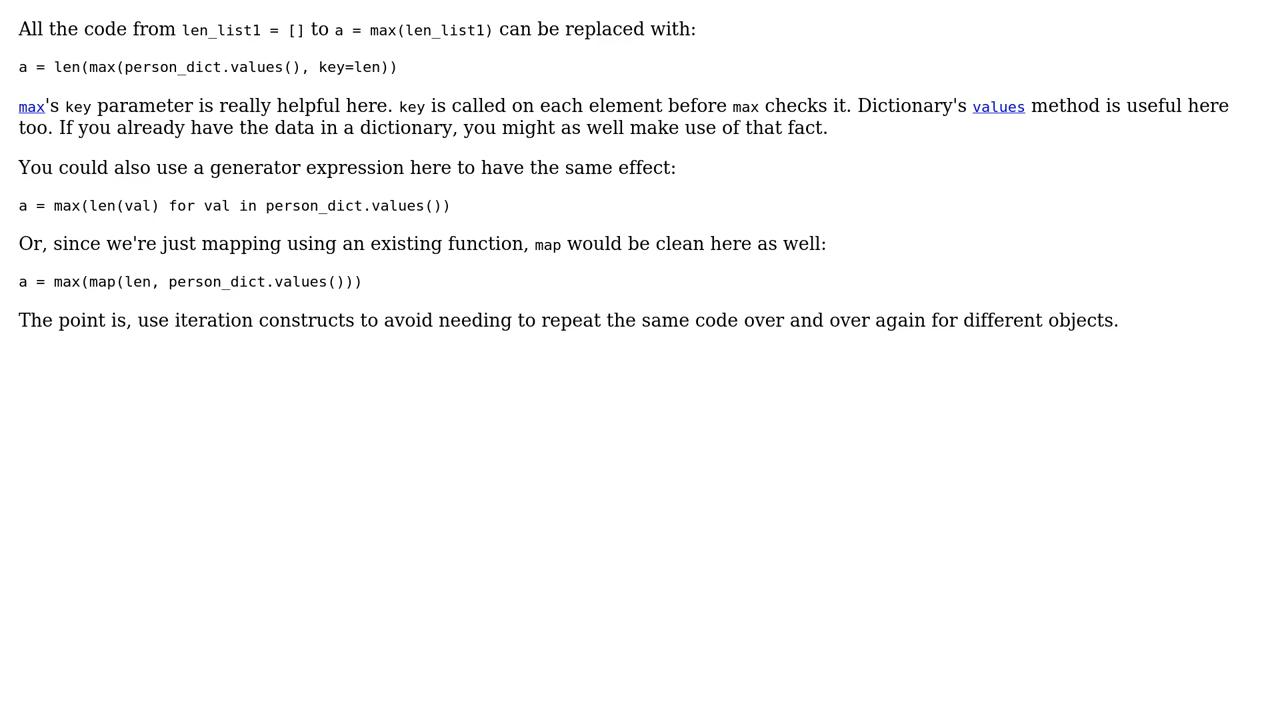 All the code from len_list1 = [] to a = max(len_list1) can be replaced with:
a = len(max(person_dict.values(), key=len))
max's key parameter is really helpful here. key is called on each element before max checks it. Dictionary's values method is useful here
too. If you already have the data in a dictionary, you might as well make use of that fact.
You could also use a generator expression here to have the same effect:
a = max(len(val) for val in person_dict.values())
Or, since we're just mapping using an existing function, map would be clean here as well:
a = max(map(len, person_dict.values()))
The point is, use iteration constructs to avoid needing to repeat the same code over and over again for different objects.